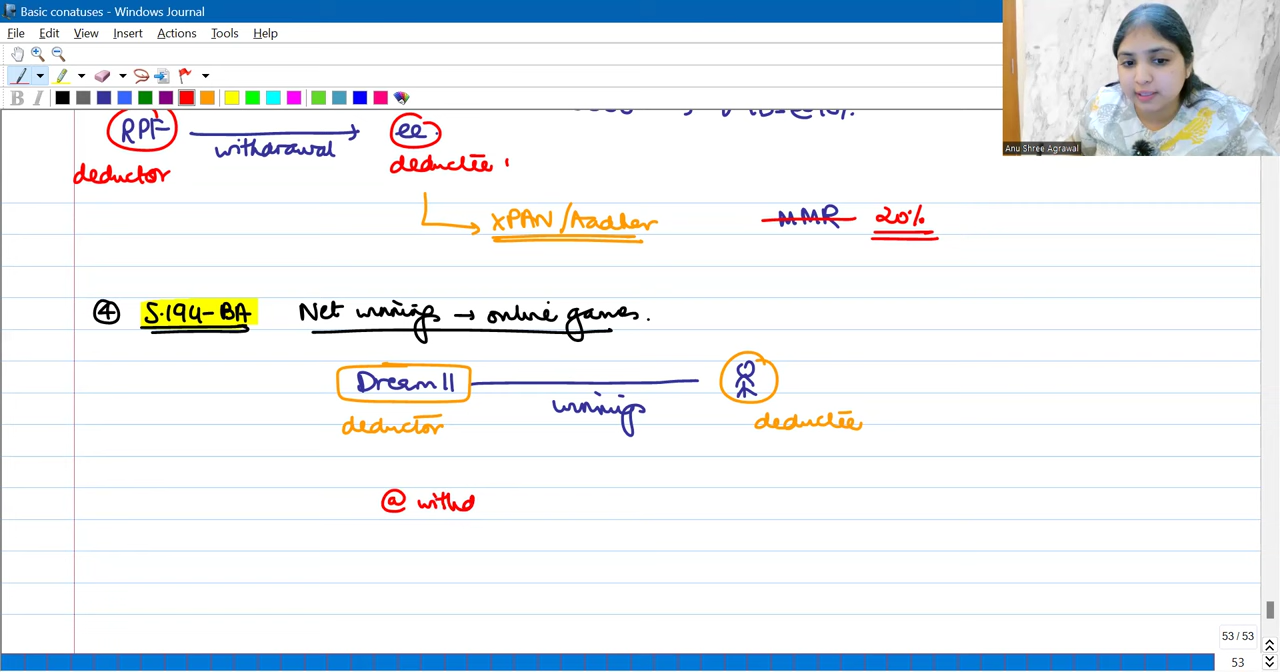 Basic conatuses - Windows Journal
File Edit View Insert Actions Tools Help
B I
Anu Shree Agrawal
RPF withdrawal ee.
deductor deductee
xPAN/Aadhar MMR 20%
④ S.194-BA Net winnings → online games.
Dream 11 winnings
deductor deductee
@ withd
53 / 53
53